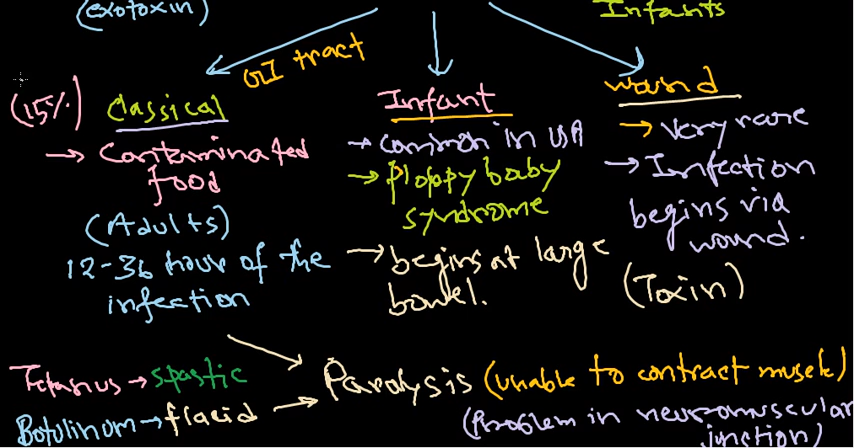 (exotoxin)
Infants
GI tract
(15%) Classical
→ Contaminated
food
(Adults)
12-36 hour of the
infection
Infant
→ common in USA
→ Floppy baby
syndrome
→ begins at large
bowel.
wound
→ Very rare
→ Infection
begins via
wound.
(Toxin)
Tetanus → spastic
Botulinum → flacid →
Paralysis (unable to contract muscle)
(Problem in neuromuscular
junction)